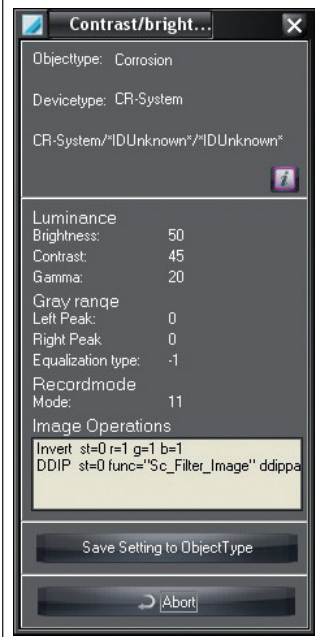 Contrast/bright...
Objecttype: Corrosion
Devicetype: CR-System
CR-System/*IDUnknown*/*IDUnknown*
i
Luminance
Brightness: 50
Contrast: 45
Gamma: 20
Gray range
Left Peak: 0
Right Peak 0
Equalization type: -1
Recordmode
Mode: 11
Image Operations
Invert st=0 r=1 g=1 b=1
DDIP st=0 func="Sc_Filter_Image" ddippa
Save Setting to ObjectType
Abort